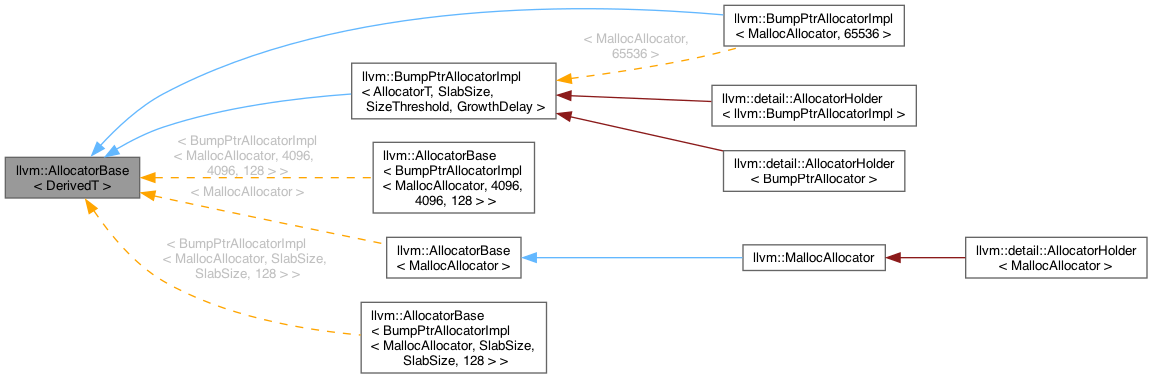 llvm::AllocatorBase
< DerivedT >
llvm::BumpPtrAllocatorImpl
< MallocAllocator, 65536 >
< MallocAllocator,
65536 >
llvm::BumpPtrAllocatorImpl
< AllocatorT, SlabSize,
SizeThreshold, GrowthDelay >
llvm::detail::AllocatorHolder
< llvm::BumpPtrAllocatorImpl >
llvm::detail::AllocatorHolder
< BumpPtrAllocator >
< BumpPtrAllocatorImpl
< MallocAllocator, 4096,
4096, 128 > >
llvm::AllocatorBase
< BumpPtrAllocatorImpl
< MallocAllocator, 4096,
4096, 128 > >
< MallocAllocator >
llvm::AllocatorBase
< MallocAllocator >
llvm::MallocAllocator
llvm::detail::AllocatorHolder
< MallocAllocator >
< BumpPtrAllocatorImpl
< MallocAllocator, SlabSize,
SlabSize, 128 > >
llvm::AllocatorBase
< BumpPtrAllocatorImpl
< MallocAllocator, SlabSize,
SlabSize, 128 > >